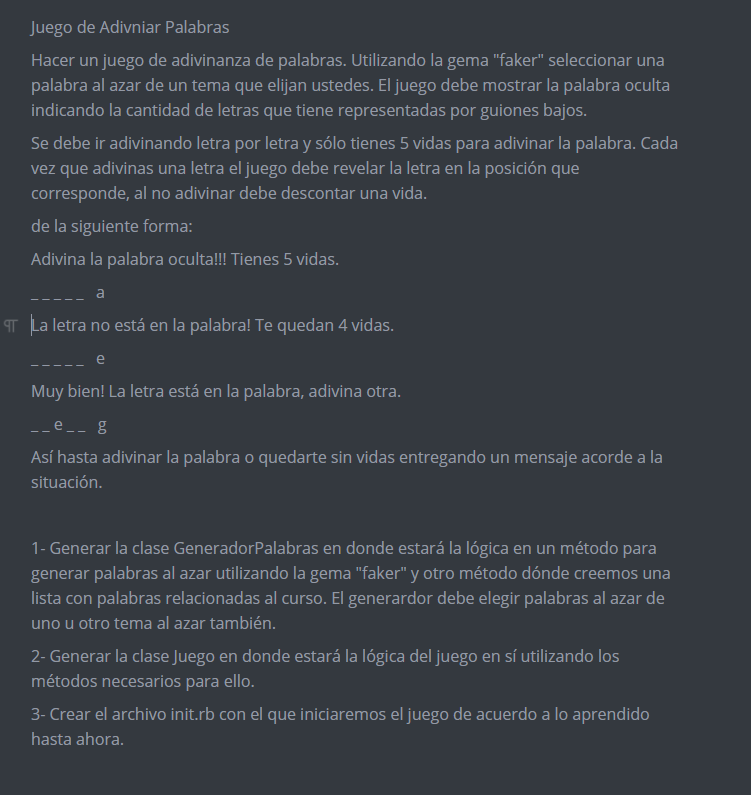 Juego de Adivniar Palabras
Hacer un juego de adivinanza de palabras. Utilizando la gema "faker" seleccionar una
palabra al azar de un tema que elijan ustedes. El juego debe mostrar la palabra oculta
indicando la cantidad de letras que tiene representadas por guiones bajos.
Se debe ir adivinando letra por letra y sólo tienes 5 vidas para adivinar la palabra. Cada
vez que adivinas una letra el juego debe revelar la letra en la posición que
corresponde, al no adivinar debe descontar una vida.
de la siguiente forma:
Adivina la palabra oculta!!! Tienes 5 vidas.
_ _ _ _ _ a
La letra no está en la palabra! Te quedan 4 vidas.
_ _ _ _ _ e
Muy bien! La letra está en la palabra, adivina otra.
_ _ e _ _ g
Así hasta adivinar la palabra o quedarte sin vidas entregando un mensaje acorde a la
situación.
1- Generar la clase GeneradorPalabras en donde estará la lógica en un método para
generar palabras al azar utilizando la gema "faker" y otro método dónde creemos una
lista con palabras relacionadas al curso. El generardor debe elegir palabras al azar de
uno u otro tema al azar también.
2- Generar la clase Juego en donde estará la lógica del juego en sí utilizando los
métodos necesarios para ello.
3- Crear el archivo init.rb con el que iniciaremos el juego de acuerdo a lo aprendido
hasta ahora.